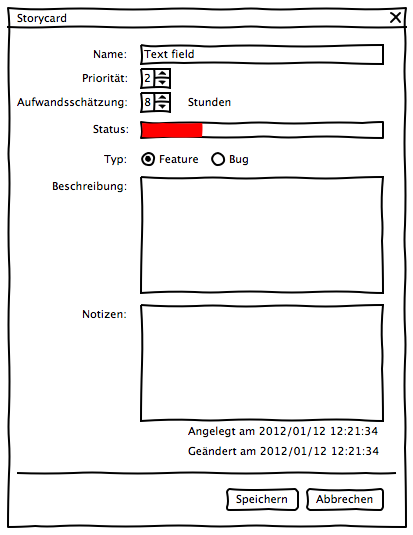 Storycard
Name: Text field
Priorität: 2
Aufwandsschätzung: 8 Stunden
Status:
Typ: Feature Bug
Beschreibung:
Notizen:
Angelegt am 2012/01/12 12:21:34
Geändert am 2012/01/12 12:21:34
Speichern Abbrechen